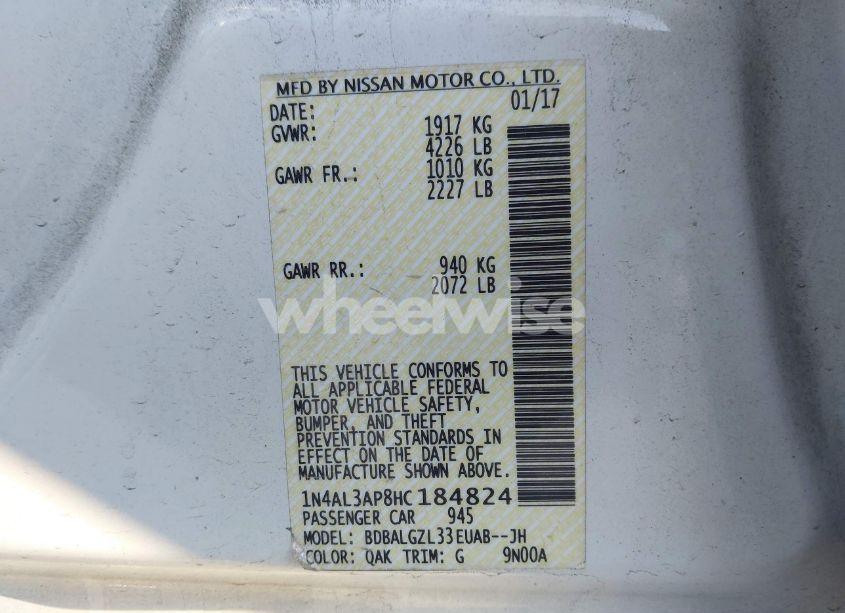 MFD BY NISSAN MOTOR CO., LTD.
DATE: 01/17
GVWR: 1917 KG
4226 LB
GAWR FR.: 1010 KG
2227 LB
GAWR RR.: 940 KG
2072 LB
wheelwise
THIS VEHICLE CONFORMS TO
ALL APPLICABLE FEDERAL
MOTOR VEHICLE SAFETY,
BUMPER, AND THEFT
PREVENTION STANDARDS IN
EFFECT ON THE DATE OF
MANUFACTURE SHOWN ABOVE.
1N4AL3AP8HC184824
PASSENGER CAR 945
MODEL: BDBALGZL33EUAB--JH
COLOR: QAK TRIM: G 9N00A